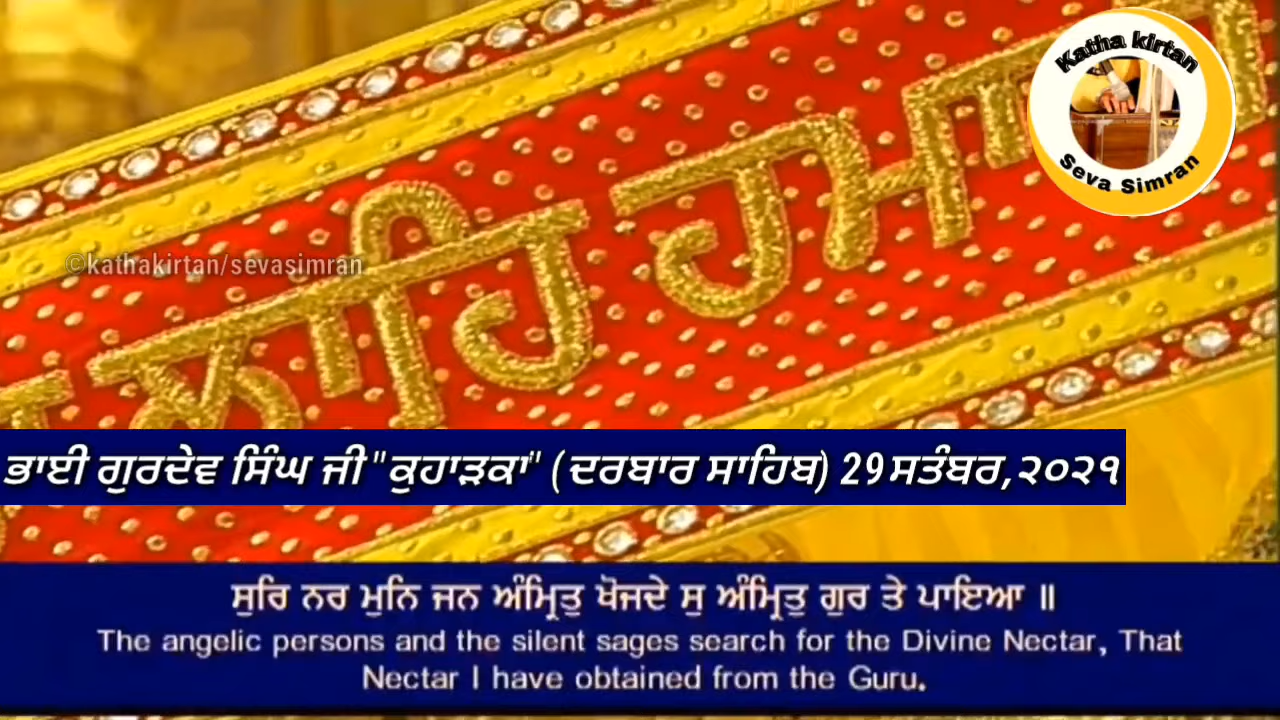 Katha kirtan
Seva Simran
ਨਾਹਿ ਹਮਾ
©kathakirtan/sevasimran
ਭਾਈ ਗੁਰਦੇਵ ਸਿੰਘ ਜੀ "ਕੁਹਾੜਕਾ" (ਦਰਬਾਰ ਸਾਹਿਬ) 29 ਸਤੰਬਰ,੨੦੨੧
ਸੁਰਿ ਨਰ ਮੁਨਿ ਜਨ ਅੰਮ੍ਰਿਤੁ ਖੋਜਦੇ ਸੁ ਅੰਮ੍ਰਿਤੁ ਗੁਰ ਤੇ ਪਾਇਆ ॥
The angelic persons and the silent sages search for the Divine Nectar, That
Nectar I have obtained from the Guru.